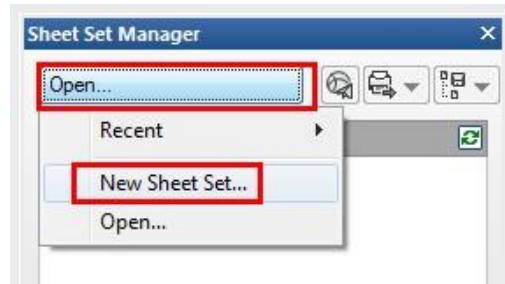 Sheet Set Manager
Open...
Recent
New Sheet Set...
Open...